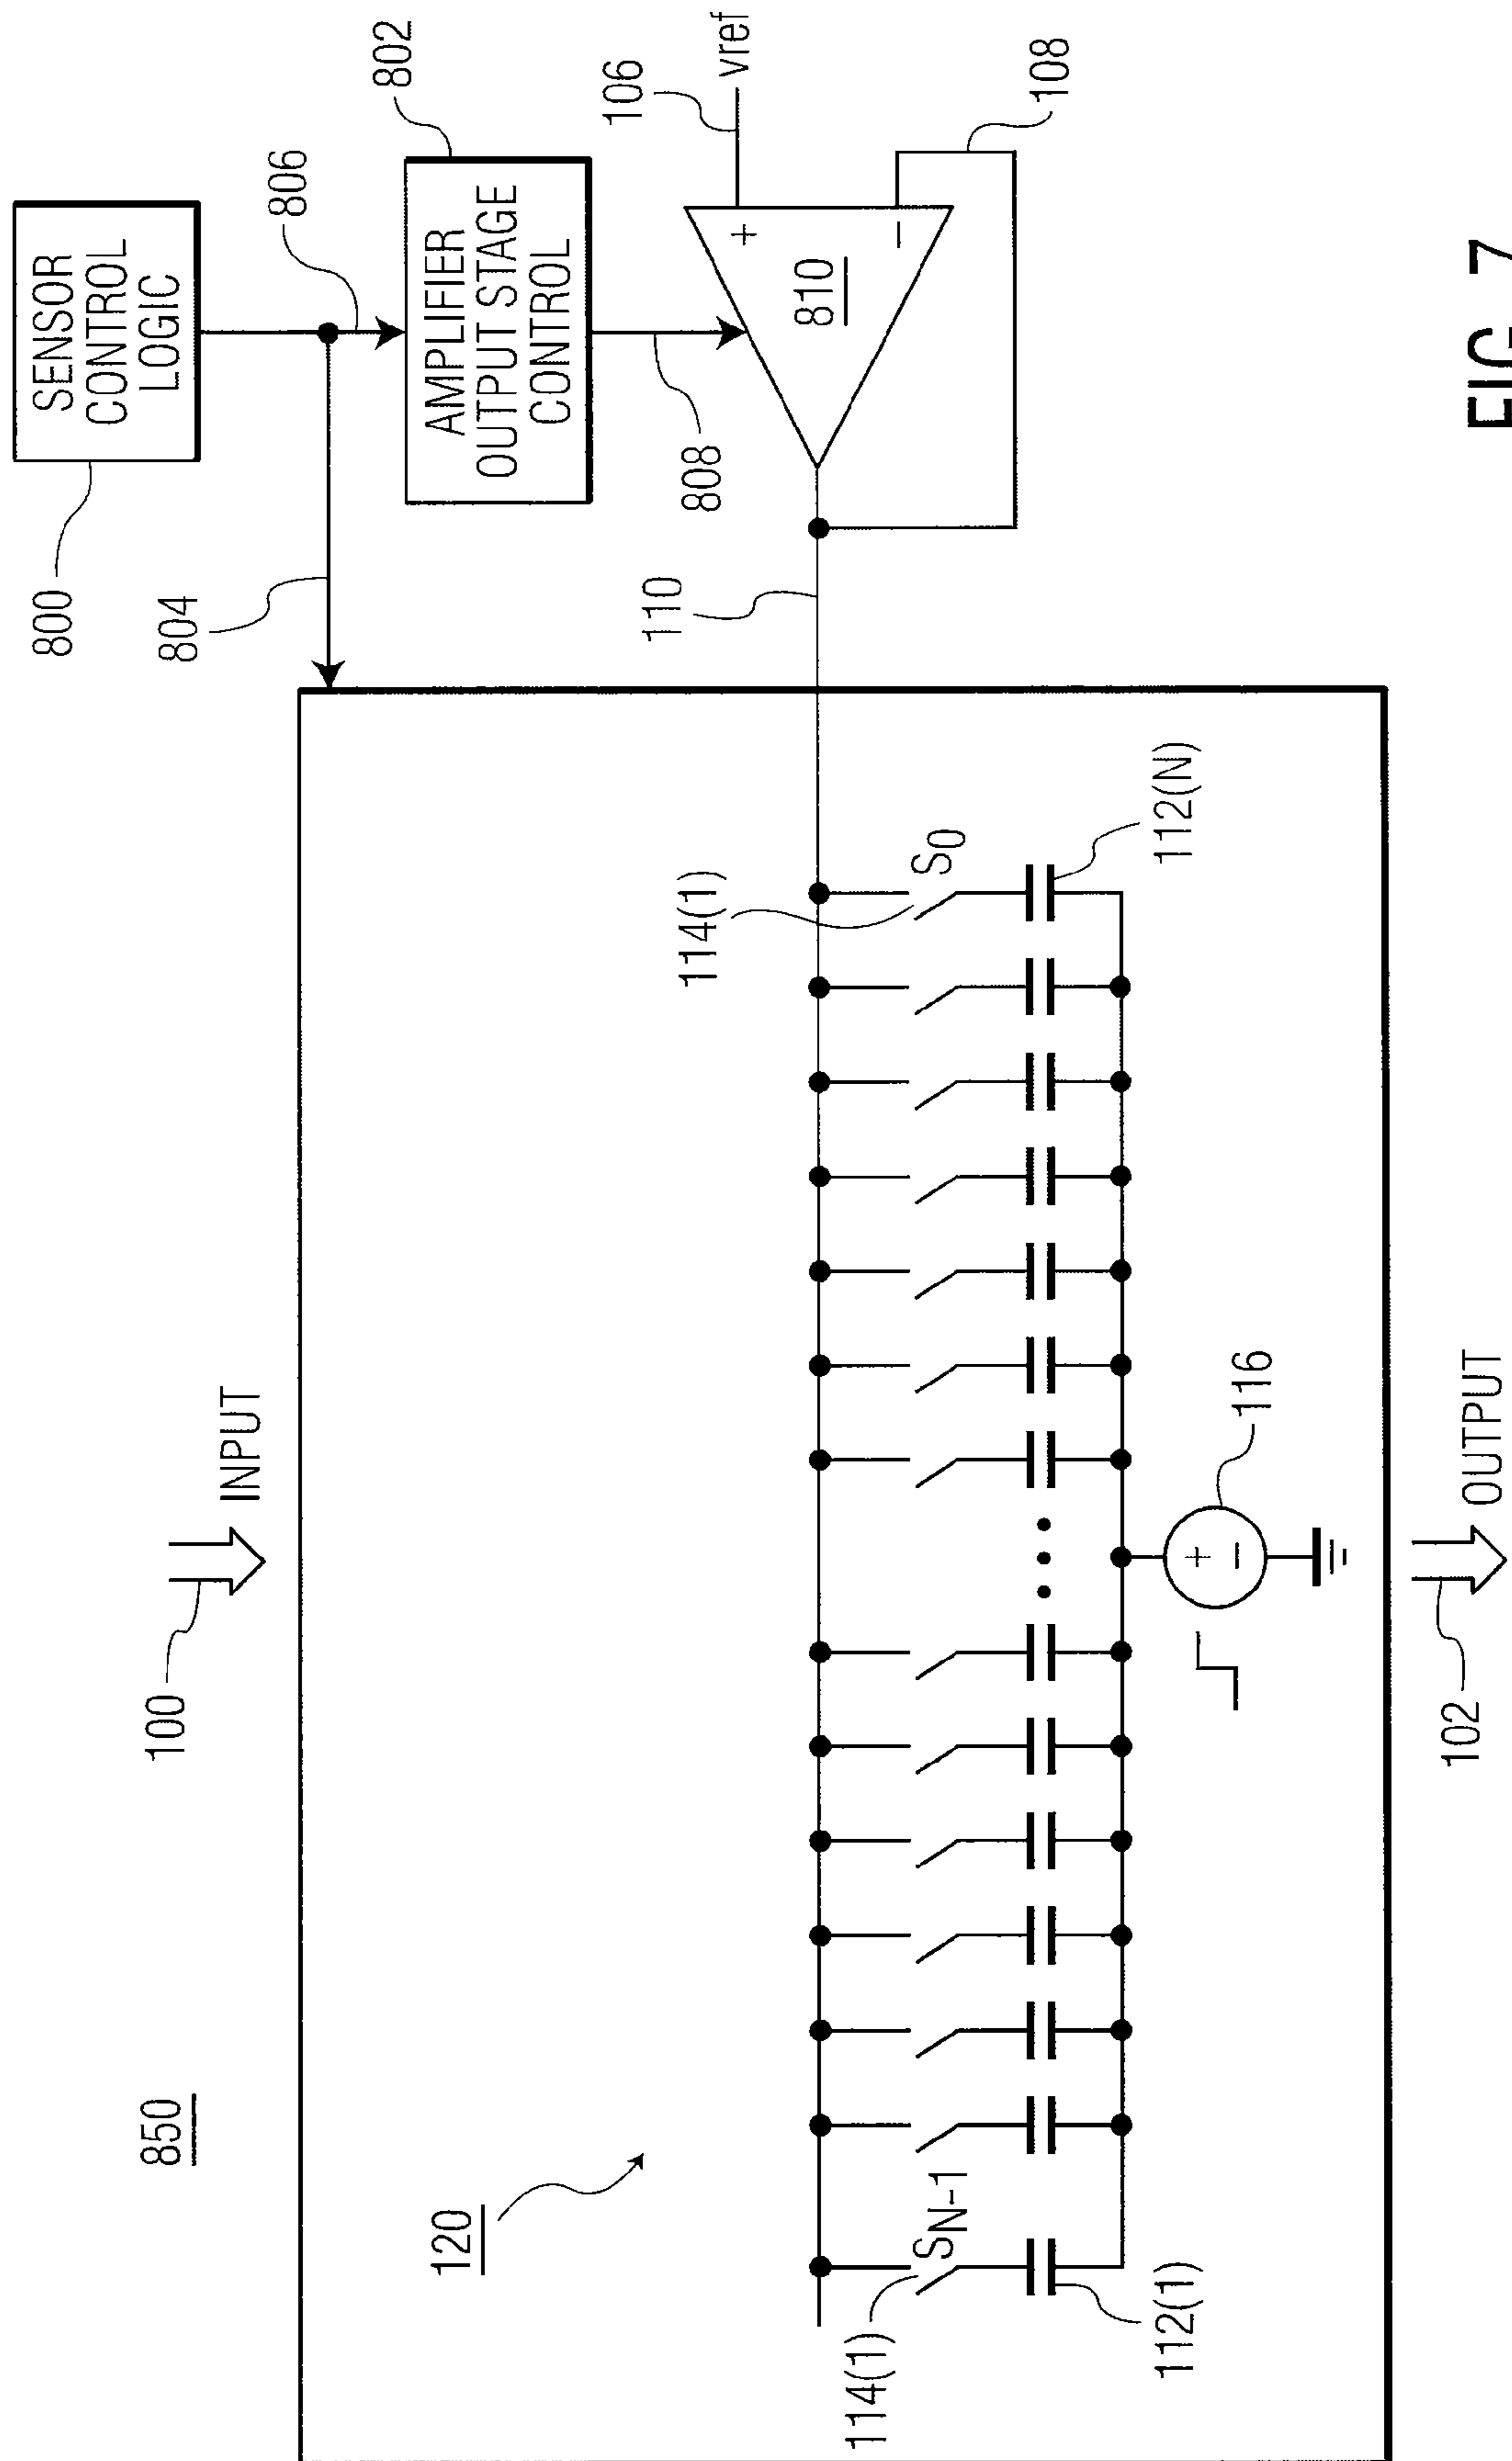 850
100
INPUT
800
SENSOR
CONTROL
LOGIC
804
806
802
AMPLIFIER
OUTPUT STAGE
CONTROL
808
106
vref
+
−
810
108
110
120
114(1)
S0
112(N)
114(1)
SN-1
112(1)
+
−
116
102
OUTPUT
FIG. 7